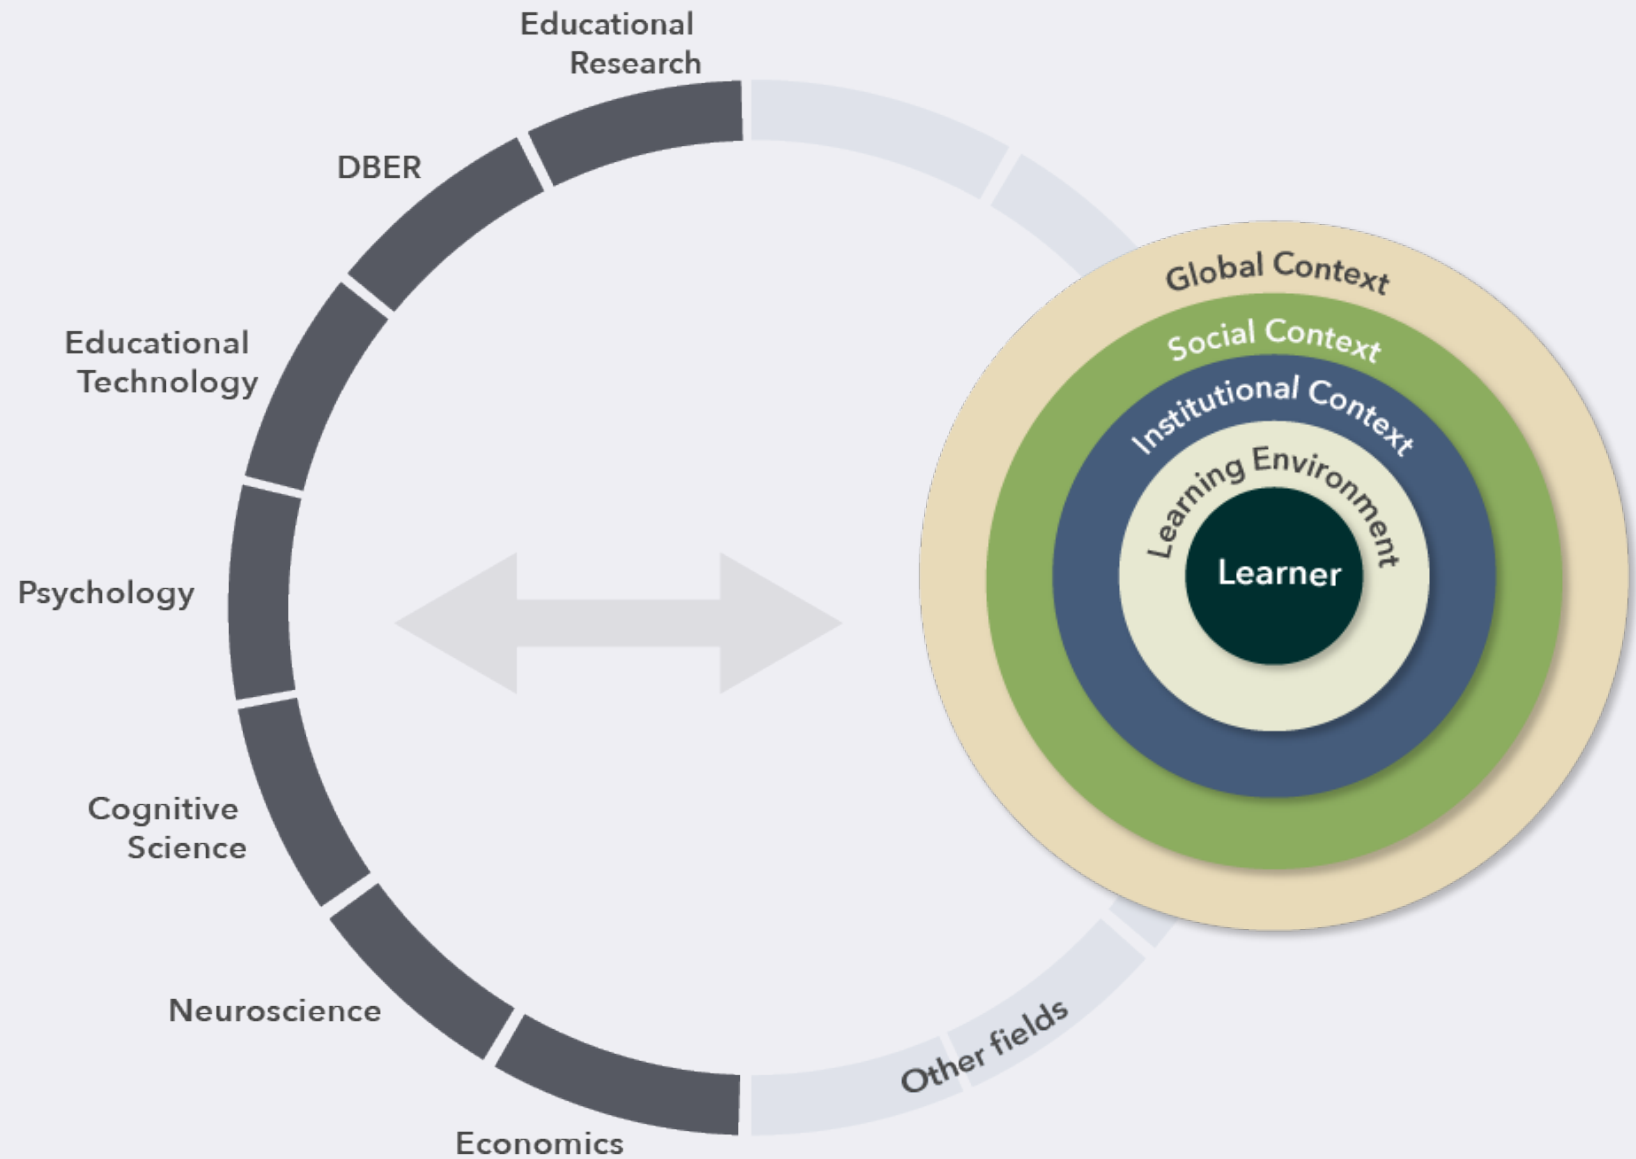 Educational
Research
DBER
Educational
Technology
Psychology
Cognitive
Science
Neuroscience
Economics
Other fields
Global Context
Social Context
Institutional Context
Learning Environment
Learner